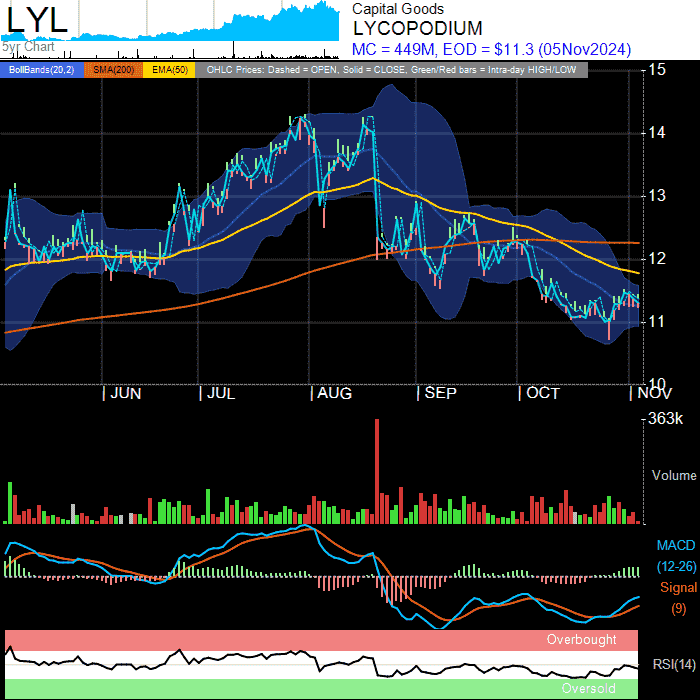 LYL
5yr Chart
Capital Goods
LYCOPODIUM
MC = 449M, EOD = $11.3 (05Nov2024)
BollBands(20,2) SMA(200) EMA(50) OHLC Prices: Dashed = OPEN, Solid = CLOSE, Green/Red bars = Intra-day HIGH/LOW
15
14
13
12
11
10
JUN JUL AUG SEP OCT NOV
363k
Volume
MACD
(12-26)
Signal
(9)
Overbought
RSI(14)
Oversold